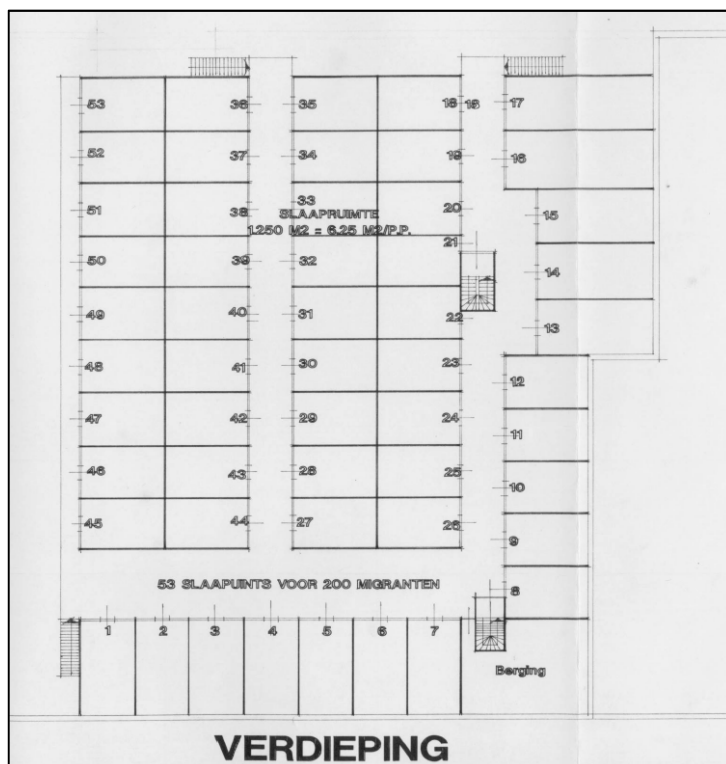 53 36 35 18 17
52 37 34 19 16
33
51 38 20 15
SLAAPRUIMTE
1.250 M2 = 6.25 M2/P.P.
21
50 39 32 14
49 40 31 22 13
48 41 30 23 12
47 42 29 24 11
46 43 28 25 10
45 44 27 26 9
53 SLAAPUINTS VOOR 200 MIGRANTEN
8
1 2 3 4 5 6 7
Berging
VERDIEPING